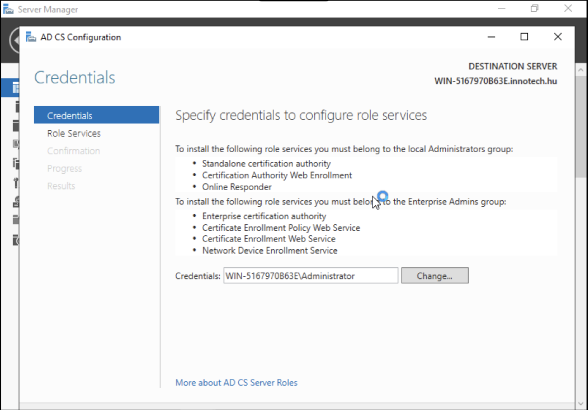 Server Manager
AD CS Configuration
Credentials
DESTINATION SERVER
WIN-5167970B63E.innotech.hu
Credentials
Role Services
Confirmation
Progress
Results
Specify credentials to configure role services
To install the following role services you must belong to the local Administrators group:
• Standalone certification authority
• Certification Authority Web Enrollment
• Online Responder
To install the following role services you must belong to the Enterprise Admins group:
• Enterprise certification authority
• Certificate Enrollment Policy Web Service
• Certificate Enrollment Web Service
• Network Device Enrollment Service
Credentials: WIN-5167970B63E\Administrator Change...
More about AD CS Server Roles